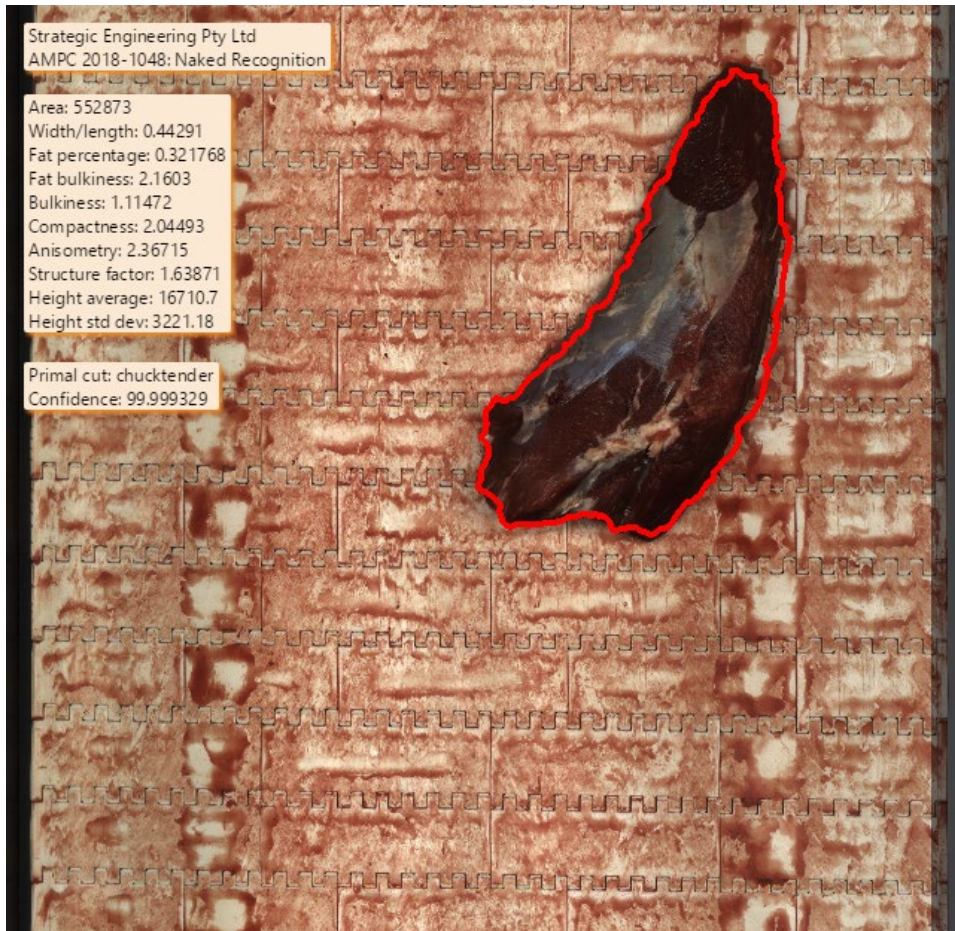 Strategic Engineering Pty Ltd
AMPC 2018-1048: Naked Recognition
Area: 552873
Width/length: 0.44291
Fat percentage: 0.321768
Fat bulkiness: 2.1603
Bulkiness: 1.11472
Compactness: 2.04493
Anisometry: 2.36715
Structure factor: 1.63871
Height average: 16710.7
Height std dev: 3221.18
Primal cut: chucktender
Confidence: 99.999329